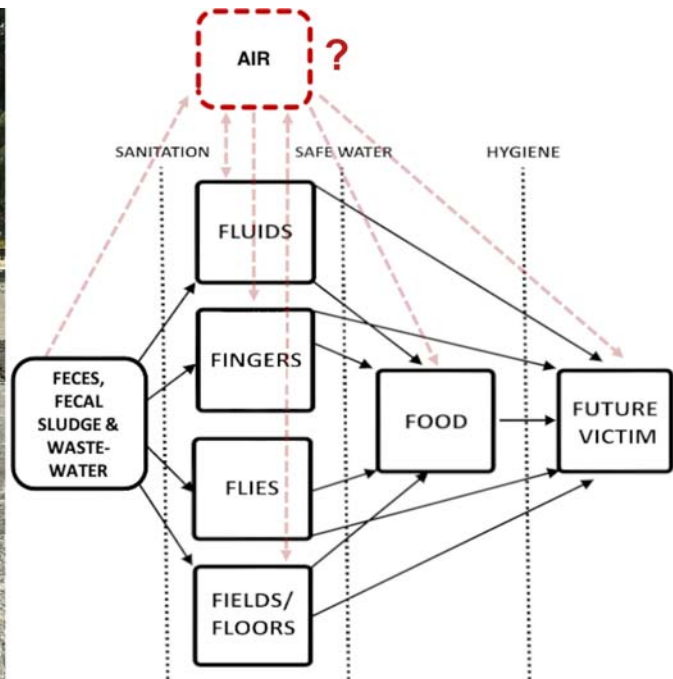 AIR
?
SANITATION
SAFE WATER
HYGIENE
FLUIDS
FINGERS
FECES,
FECAL
SLUDGE &
WASTE-
WATER
FOOD
FUTURE
VICTIM
FLIES
FIELDS/
FLOORS